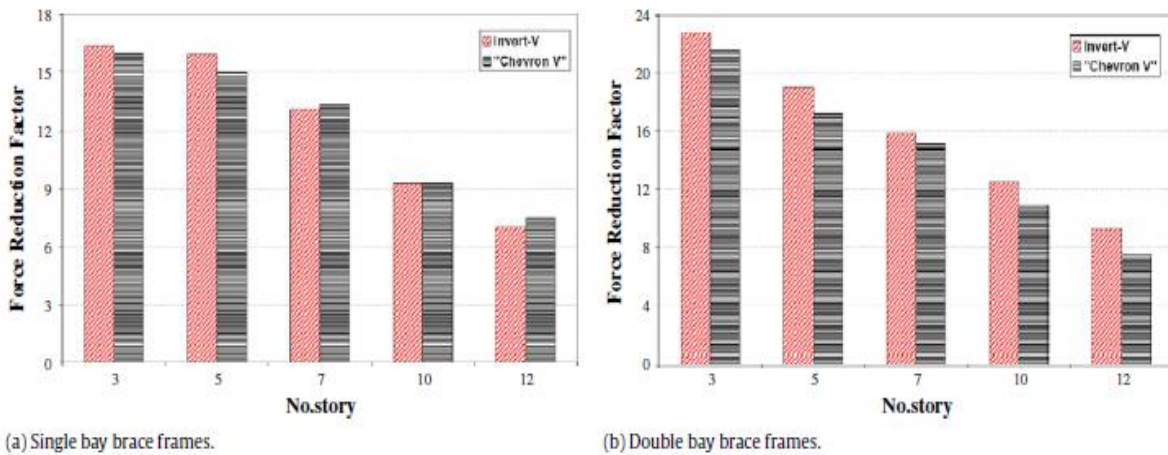 18
15
12
9
6
3
0
Force Reduction Factor
Invert-V
"Chevron V"
3 5 7 10 12
No.story
(a) Single bay brace frames.
24
20
16
12
8
4
0
Force Reduction Factor
Invert-V
"Chevron V"
3 5 7 10 12
No.story
(b) Double bay brace frames.